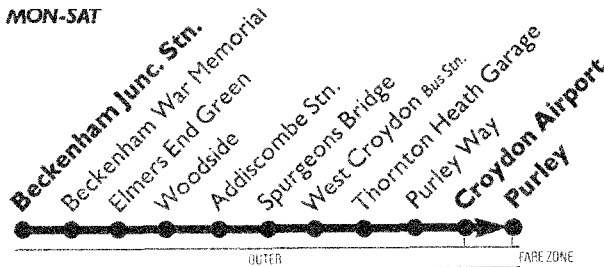 MON-SAT
Beckenham Junc. Stn.
Beckenham War Memorial
Elmers End Green
Woodside
Addiscombe Stn.
Spurgeons Bridge
West Croydon Bus Stn.
Thornton Heath Garage
Purley Way
Croydon Airport
Purley
OUTER
FARE ZONE